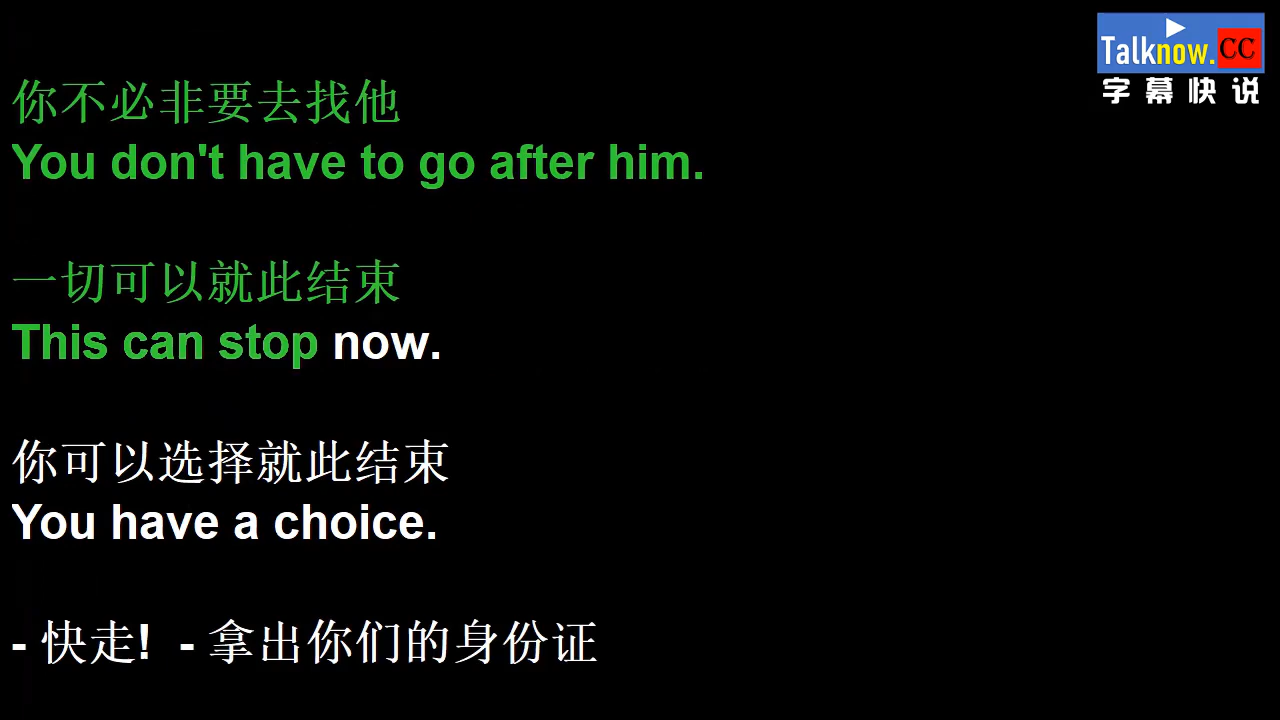 Talknow.CC
字幕快说
你不必非要去找他
You don't have to go after him.
一切可以就此结束
This can stop now.
你可以选择就此结束
You have a choice.
- 快走! - 拿出你们的身份证